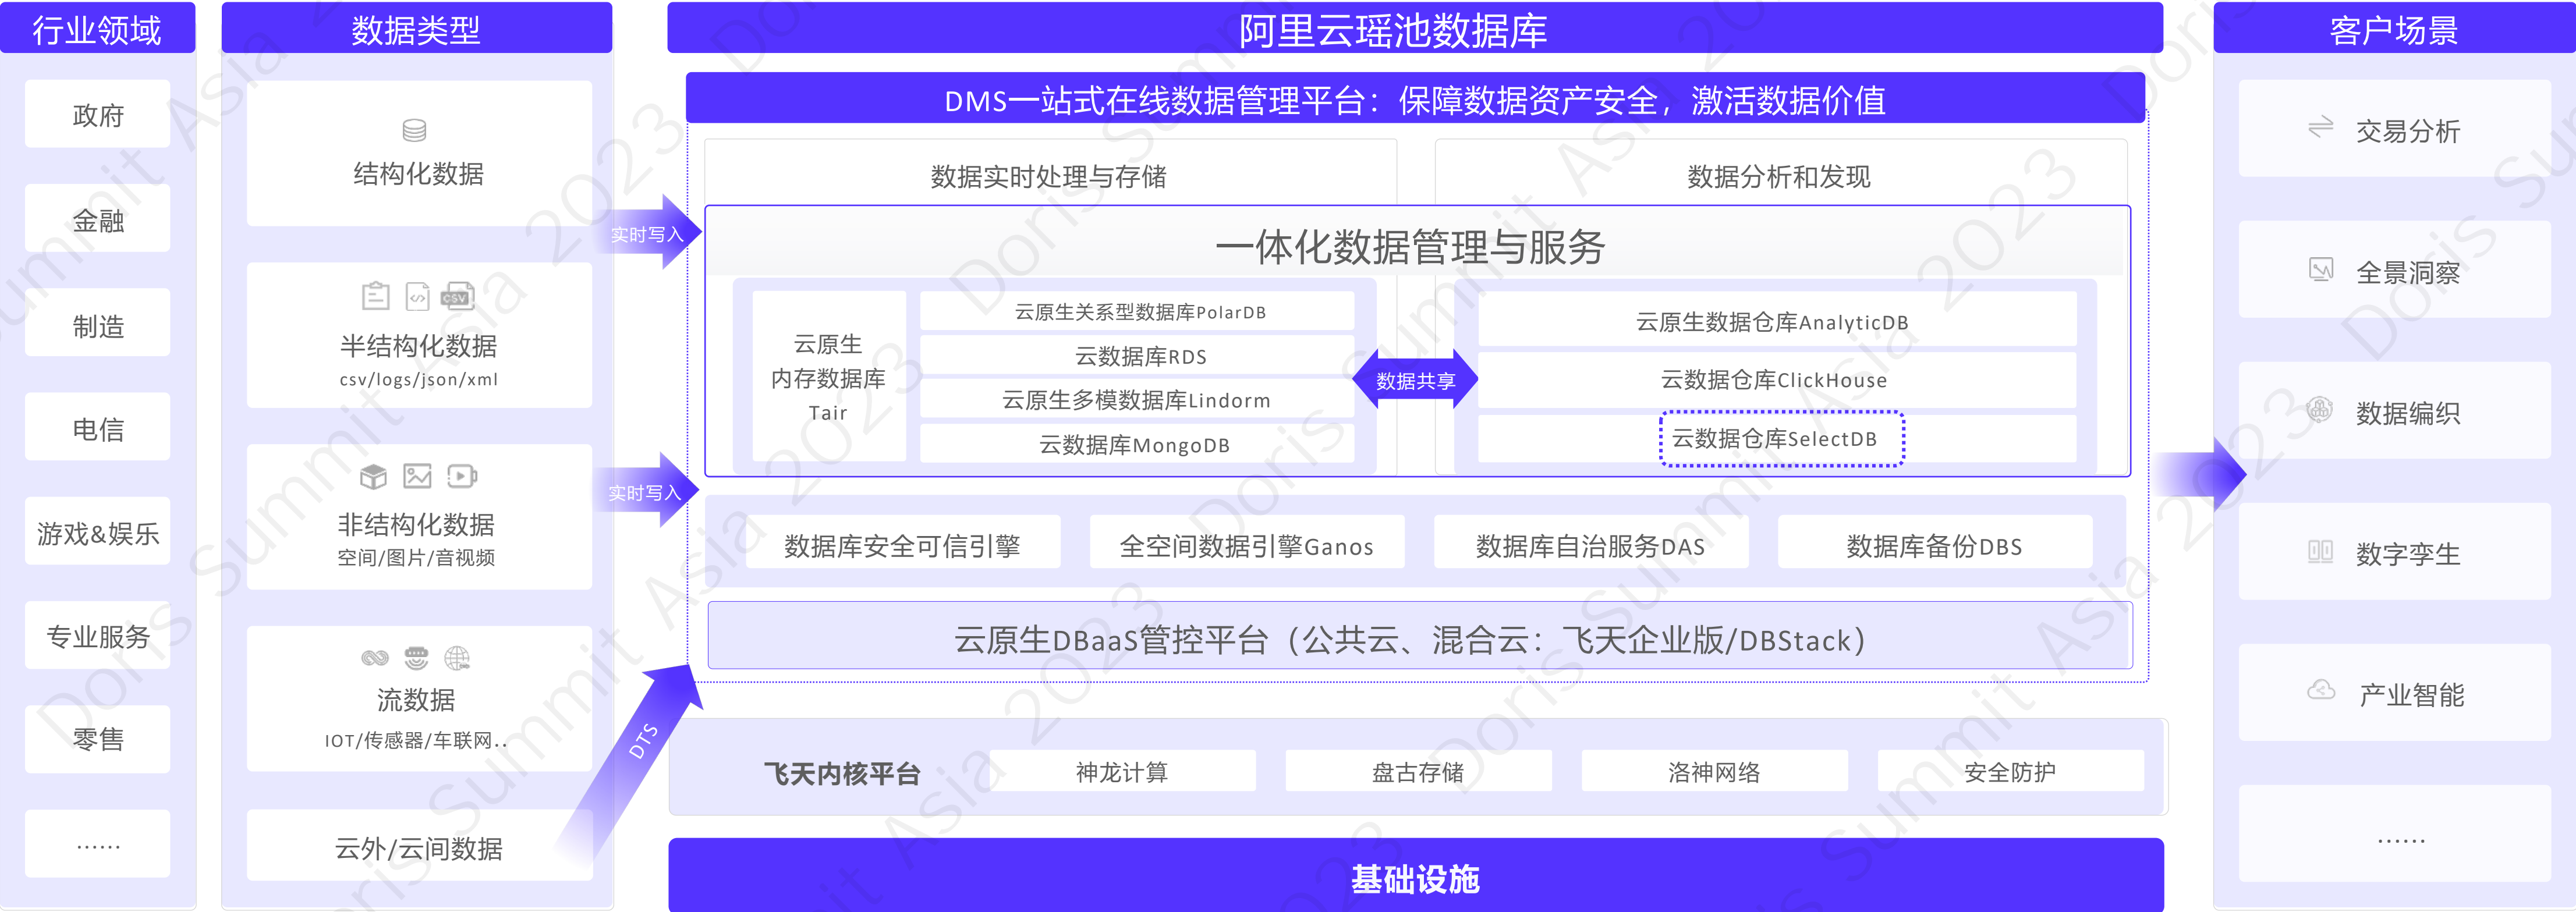 行业领域
政府
金融
制造
电信
游戏&娱乐
专业服务
零售
......
数据类型
结构化数据
CSV
半结构化数据
csv/logs/json/xml
非结构化数据
空间/图片/音视频
流数据
IOT/传感器/车联网..
云外/云间数据
实时写入
实时写入
DTS
阿里云瑶池数据库
DMS一站式在线数据管理平台：保障数据资产安全，激活数据价值
数据实时处理与存储
数据分析和发现
一体化数据管理与服务
云原生
内存数据库
Tair
云原生关系型数据库PolarDB
云数据库RDS
云原生多模数据库Lindorm
云数据库MongoDB
数据共享
云原生数据仓库AnalyticDB
云数据仓库ClickHouse
云数据仓库SelectDB
数据库安全可信引擎
全空间数据引擎Ganos
数据库自治服务DAS
数据库备份DBS
云原生DBaaS管控平台（公共云、混合云：飞天企业版/DBStack）
飞天内核平台
神龙计算
盘古存储
洛神网络
安全防护
基础设施
客户场景
交易分析
全景洞察
数据编织
数字孪生
产业智能
......
Doris Summit Asia 2023